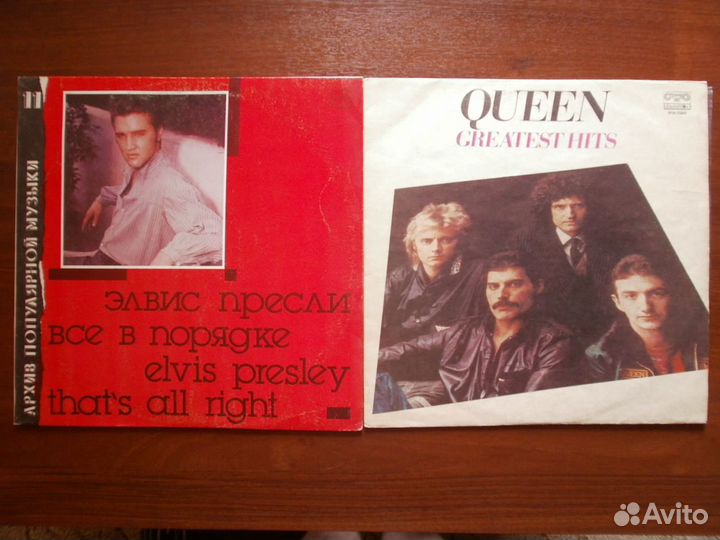 11
АРХИВ ПОПУЛЯРНОЙ МУЗЫКИ
элвис пресли
все в порядке
elvis presley
that's all right
QUEEN
GREATEST HITS
Avito